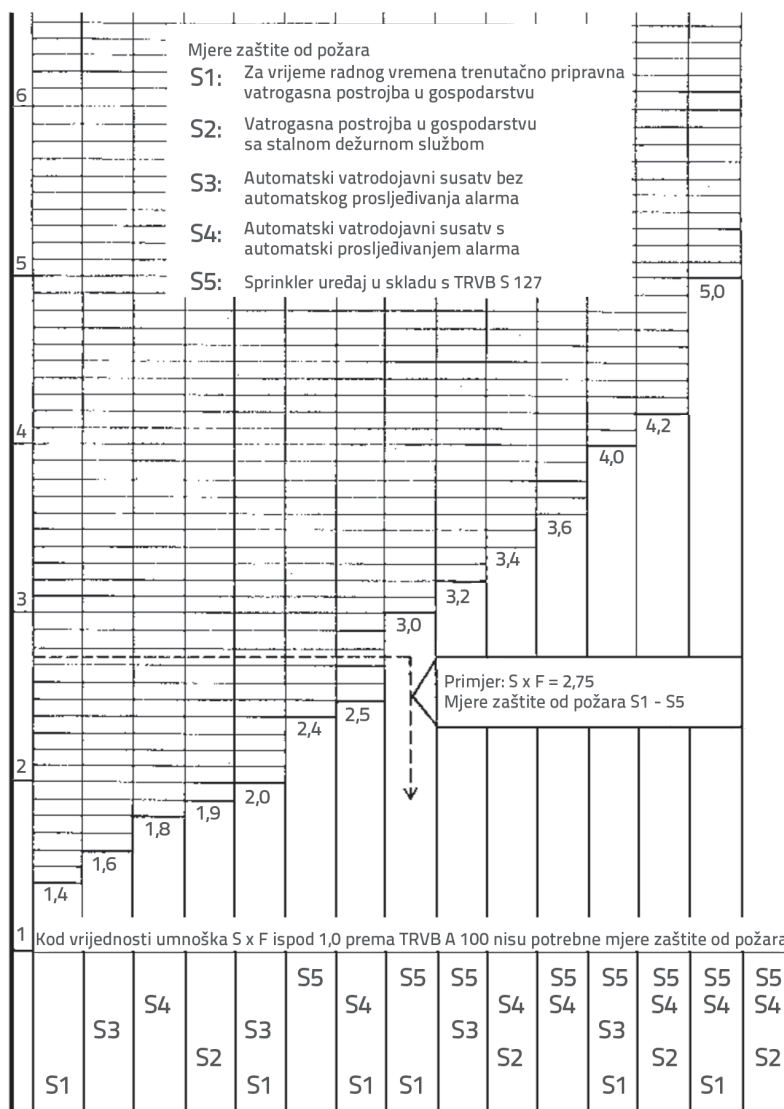 Mjere zaštite od požara
S1: Za vrijeme radnog vremena trenutačno pripravna
vatrogasna postrojba u gospodarstvu
S2: Vatrogasna postrojba u gospodarstvu
sa stalnom dežurnom službom
S3: Automatski vatrodojavni susatv bez
automatskog prosljeđivanja alarma
S4: Automatski vatrodojavni susatv s
automatski prosljeđivanjem alarma
S5: Sprinkler uređaj u skladu s TRVB S 127
6
5
5,0
4
4,2
4,0
3,6
3,4
3
3,2
3,0
Primjer: S x F = 2,75
Mjere zaštite od požara S1 - S5
2,5
2,4
2
2,0
1,9
1,8
1,6
1,4
1
Kod vrijednosti umnoška S x F ispod 1,0 prema TRVB A 100 nisu potrebne mjere zaštite od požara
S5 S5 S5 S5 S5 S5 S5 S5
S4 S4 S4 S4 S4 S4 S4
S3 S3 S3 S3
S2 S2 S2 S2
S1 S1 S1 S1 S1 S1